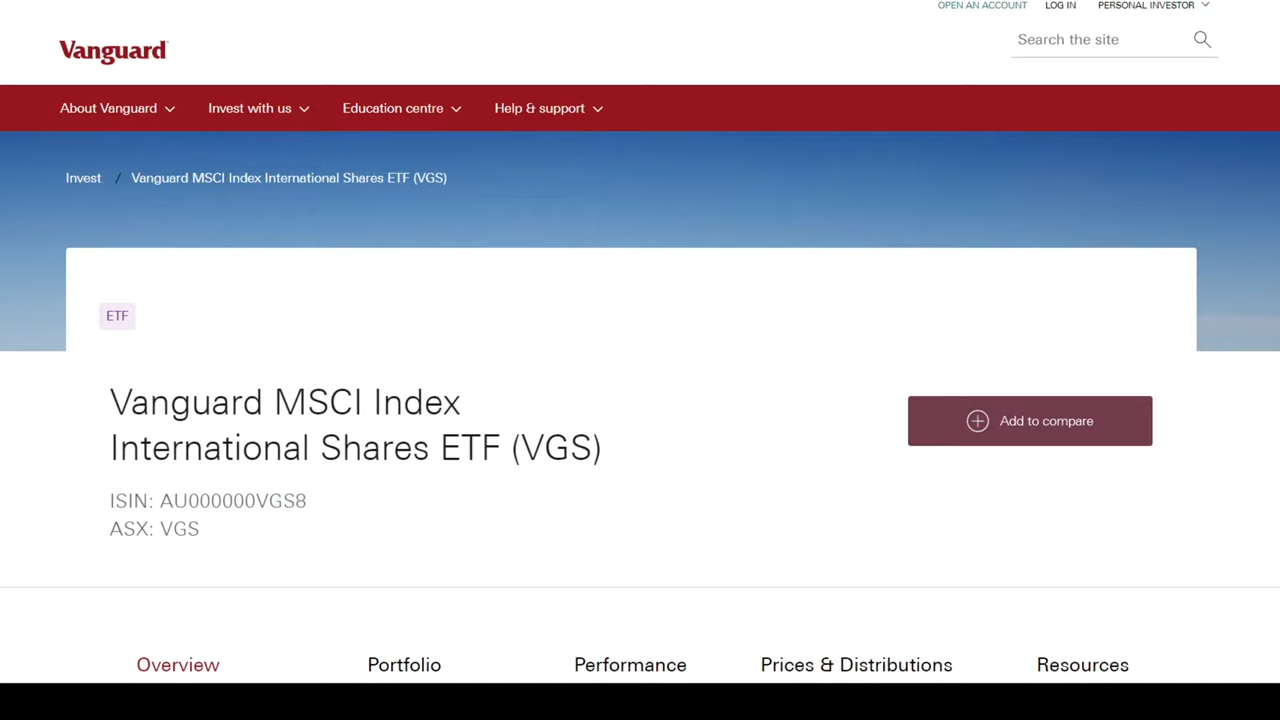 OPEN AN ACCOUNT LOG IN PERSONAL INVESTOR
Vanguard
Search the site
About Vanguard Invest with us Education centre Help & support
Invest / Vanguard MSCI Index International Shares ETF (VGS)
ETF
Vanguard MSCI Index
International Shares ETF (VGS)
Add to compare
ISIN: AU000000VGS8
ASX: VGS
Overview Portfolio Performance Prices & Distributions Resources